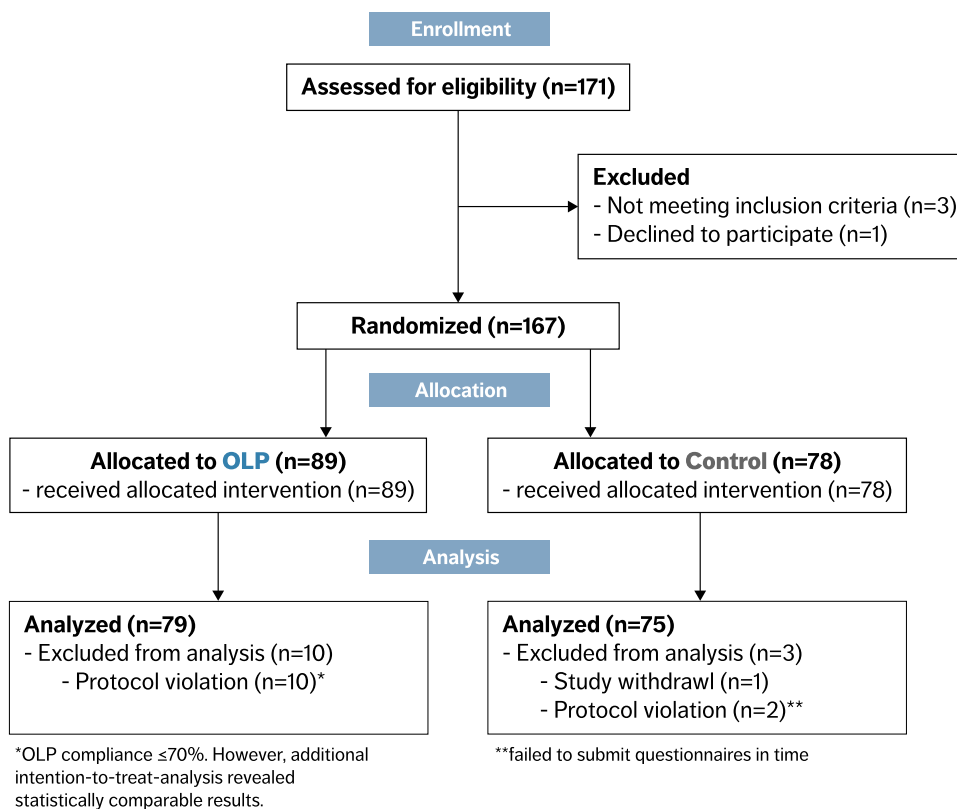 Enrollment
Assessed for eligibility (n=171)
Excluded
- Not meeting inclusion criteria (n=3)
- Declined to participate (n=1)
Randomized (n=167)
Allocation
Allocated to OLP (n=89)
- received allocated intervention (n=89)
Allocated to Control (n=78)
- received allocated intervention (n=78)
Analysis
Analyzed (n=79)
- Excluded from analysis (n=10)
- Protocol violation (n=10)*
Analyzed (n=75)
- Excluded from analysis (n=3)
- Study withdrawl (n=1)
- Protocol violation (n=2)**
*OLP compliance ≤70%. However, additional
intention-to-treat-analysis revealed
statistically comparable results.
**failed to submit questionnaires in time